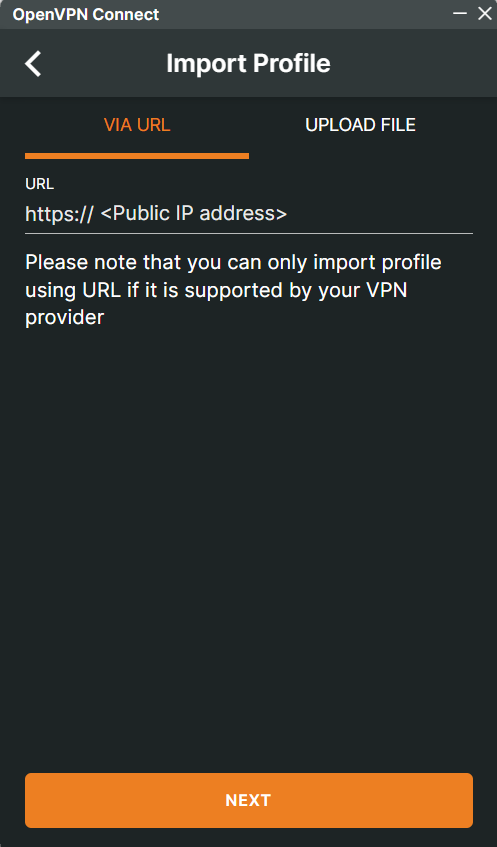 OpenVPN Connect
Import Profile
VIA URL
UPLOAD FILE
URL
https:// <Public IP address>
Please note that you can only import profile
using URL if it is supported by your VPN
provider
NEXT